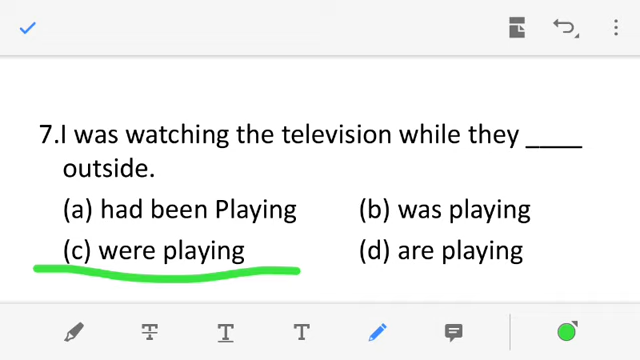 7.I was watching the television while they ____
outside.
(a) had been Playing (b) was playing
(c) were playing (d) are playing